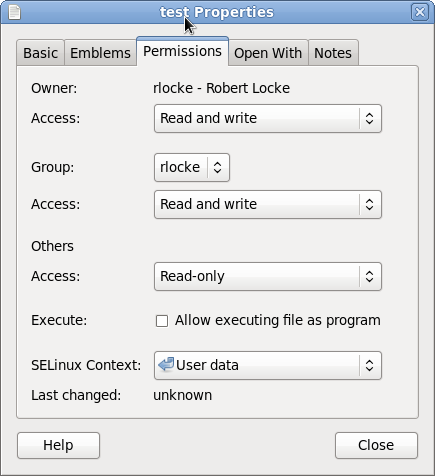 test Properties
Basic Emblems Permissions Open With Notes
Owner: rlocke - Robert Locke
Access: Read and write
Group: rlocke
Access: Read and write
Others
Access: Read-only
Execute: Allow executing file as program
SELinux Context: User data
Last changed: unknown
Help Close